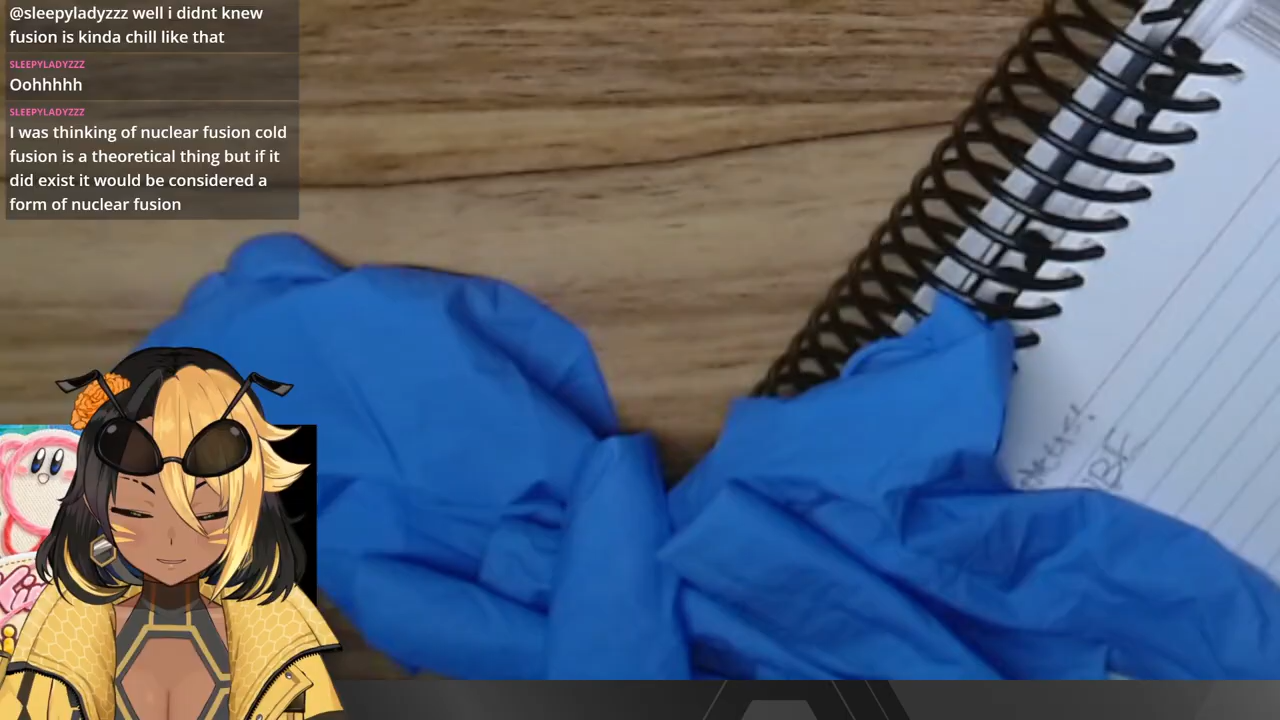 @sleepyladyzzz well i didnt knew
fusion is kinda chill like that
SLEEPYLADYZZZ
Oohhhhh
SLEEPYLADYZZZ
I was thinking of nuclear fusion cold
fusion is a theoretical thing but if it
did exist it would be considered a
form of nuclear fusion